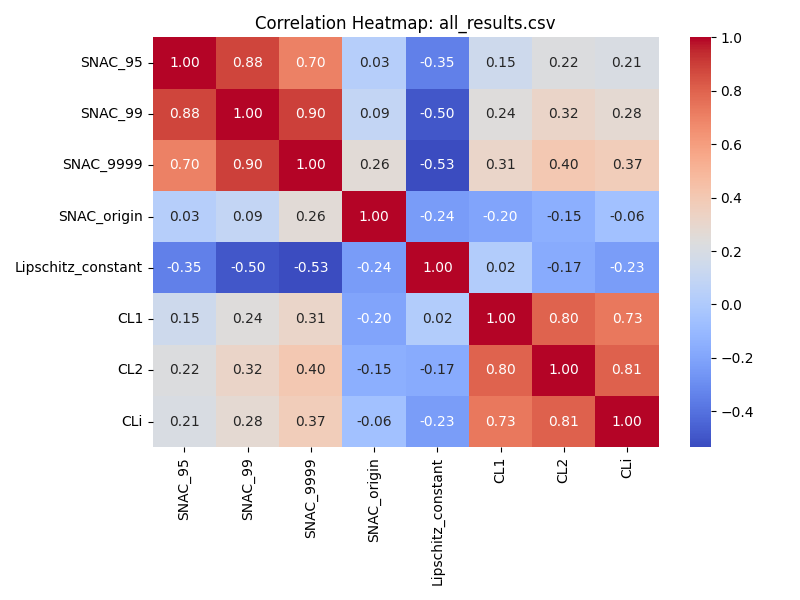 Correlation Heatmap: all_results.csv
SNAC_95 1.00 0.88 0.70 0.03 -0.35 0.15 0.22 0.21
SNAC_99 0.88 1.00 0.90 0.09 -0.50 0.24 0.32 0.28
SNAC_9999 0.70 0.90 1.00 0.26 -0.53 0.31 0.40 0.37
SNAC_origin 0.03 0.09 0.26 1.00 -0.24 -0.20 -0.15 -0.06
Lipschitz_constant -0.35 -0.50 -0.53 -0.24 1.00 0.02 -0.17 -0.23
CL1 0.15 0.24 0.31 -0.20 0.02 1.00 0.80 0.73
CL2 0.22 0.32 0.40 -0.15 -0.17 0.80 1.00 0.81
CLi 0.21 0.28 0.37 -0.06 -0.23 0.73 0.81 1.00
SNAC_95
SNAC_99
SNAC_9999
SNAC_origin
Lipschitz_constant
CL1
CL2
CLi
1.0
0.8
0.6
0.4
0.2
0.0
−0.2
−0.4